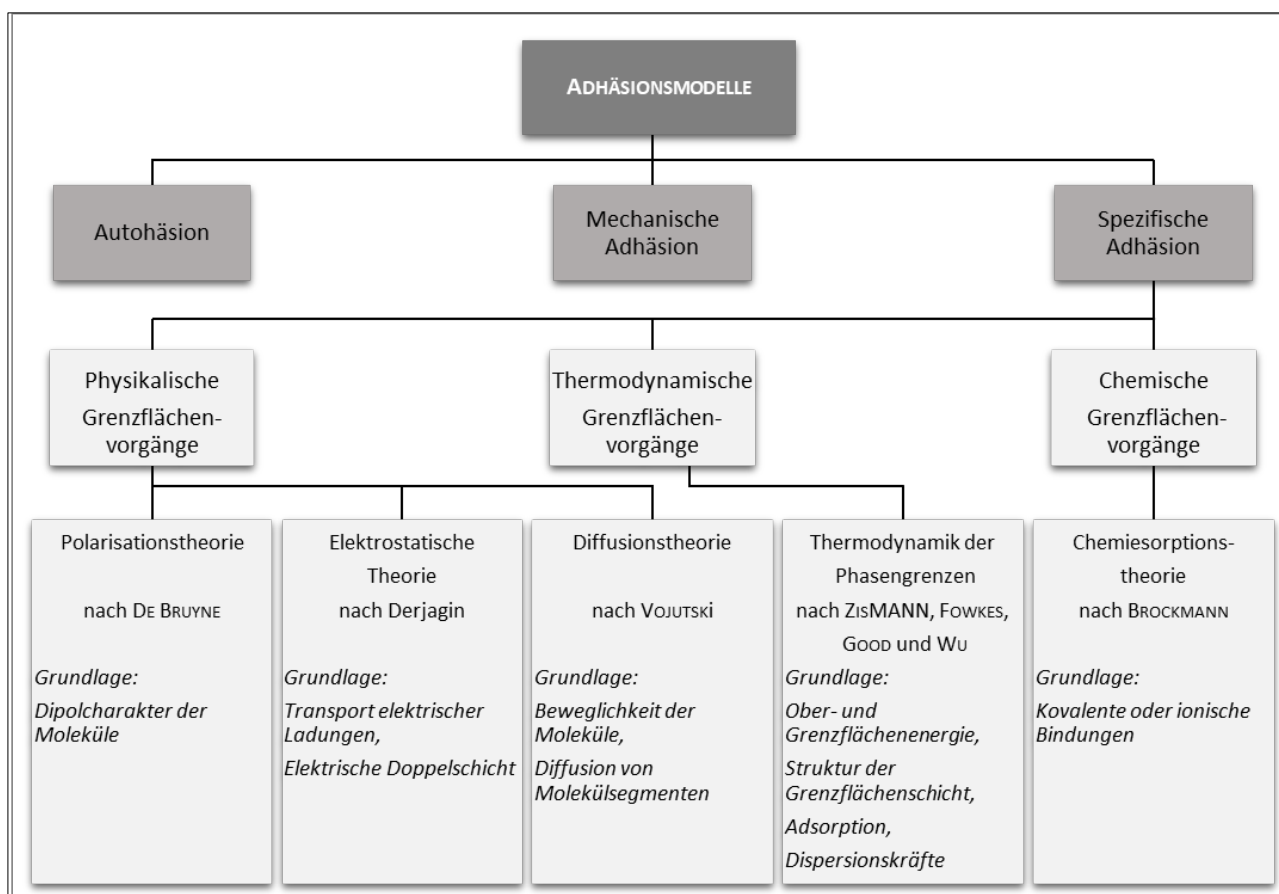 ADHÄSIONSMODELLE
Autohäsion
Mechanische
Adhäsion
Spezifische
Adhäsion
Physikalische
Grenzflächen-
vorgänge
Thermodynamische
Grenzflächen-
vorgänge
Chemische
Grenzflächen-
vorgänge
Polarisationstheorie
nach DE BRUYNE
Grundlage:
Dipolcharakter der
Moleküle
Elektrostatische
Theorie
nach Derjagin
Grundlage:
Transport elektrischer
Ladungen,
Elektrische Doppelschicht
Diffusionstheorie
nach VOJUTSKI
Grundlage:
Beweglichkeit der
Moleküle,
Diffusion von
Molekülsegmenten
Thermodynamik der
Phasengrenzen
nach ZISMANN, FOWKES,
GOOD und WU
Grundlage:
Ober- und
Grenzflächenenergie,
Struktur der
Grenzflächenschicht,
Adsorption,
Dispersionskräfte
Chemiesorptions-
theorie
nach BROCKMANN
Grundlage:
Kovalente oder ionische
Bindungen